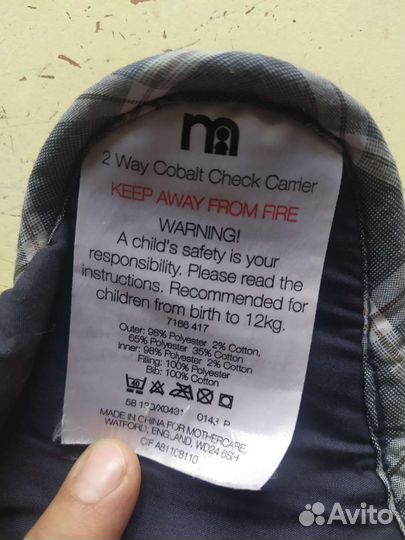 m
2 Way Cobalt Check Carrier
KEEP AWAY FROM FIRE
WARNING!
A child's safety is your
responsibility. Please read the
instructions. Recommended for
children from birth to 12kg.
7166 417
Outer: 98% Polyester 2% Cotton,
65% Polyester 35% Cotton
Inner: 98% Polyester 2% Cotton
Filling: 100% Polyester
Bib: 100% Cotton
40
0143 P
MADE IN CHINA FOR MOTHERCARE,
WATFORD, ENGLAND, WD24 6SH
Avito